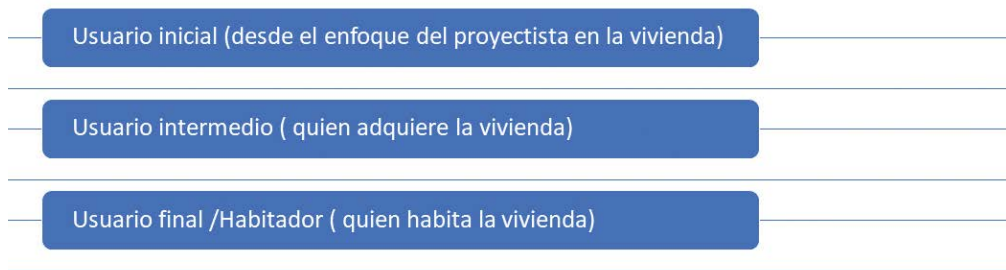 Usuario inicial (desde el enfoque del proyectista en la vivienda)
Usuario intermedio ( quien adquiere la vivienda)
Usuario final /Habitador ( quien habita la vivienda)